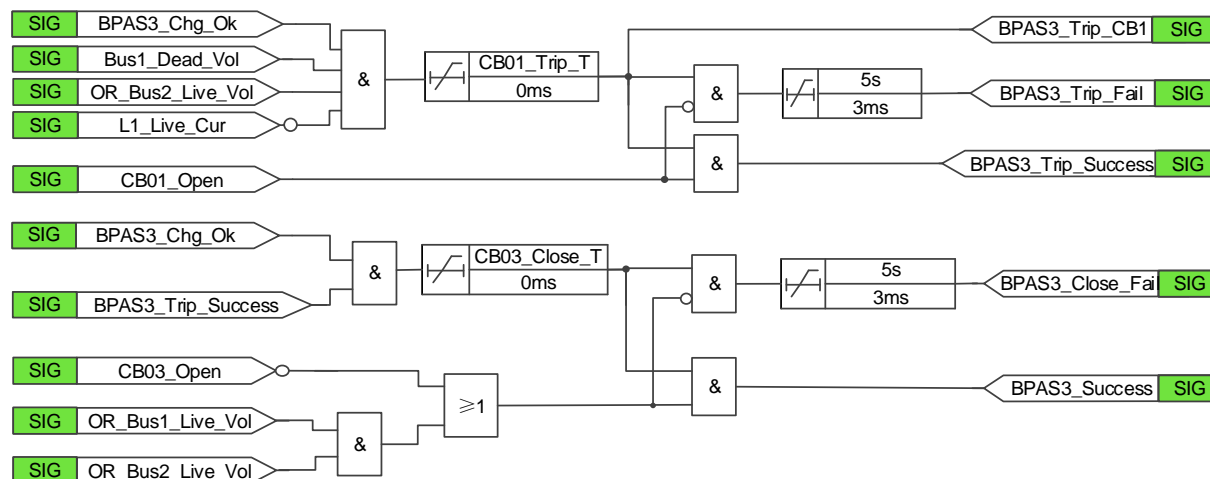 SIG BPAS3_Chg_Ok
SIG Bus1_Dead_Vol
SIG OR_Bus2_Live_Vol
SIG L1_Live_Cur
&
CB01_Trip_T
0ms
BPAS3_Trip_CB1 SIG
&
5s
3ms
BPAS3_Trip_Fail SIG
SIG CB01_Open
&
BPAS3_Trip_Success SIG
SIG BPAS3_Chg_Ok
SIG BPAS3_Trip_Success
&
CB03_Close_T
0ms
&
5s
3ms
BPAS3_Close_Fail SIG
SIG CB03_Open
SIG OR_Bus1_Live_Vol
SIG OR_Bus2_Live_Vol
&
≥1
&
BPAS3_Success SIG